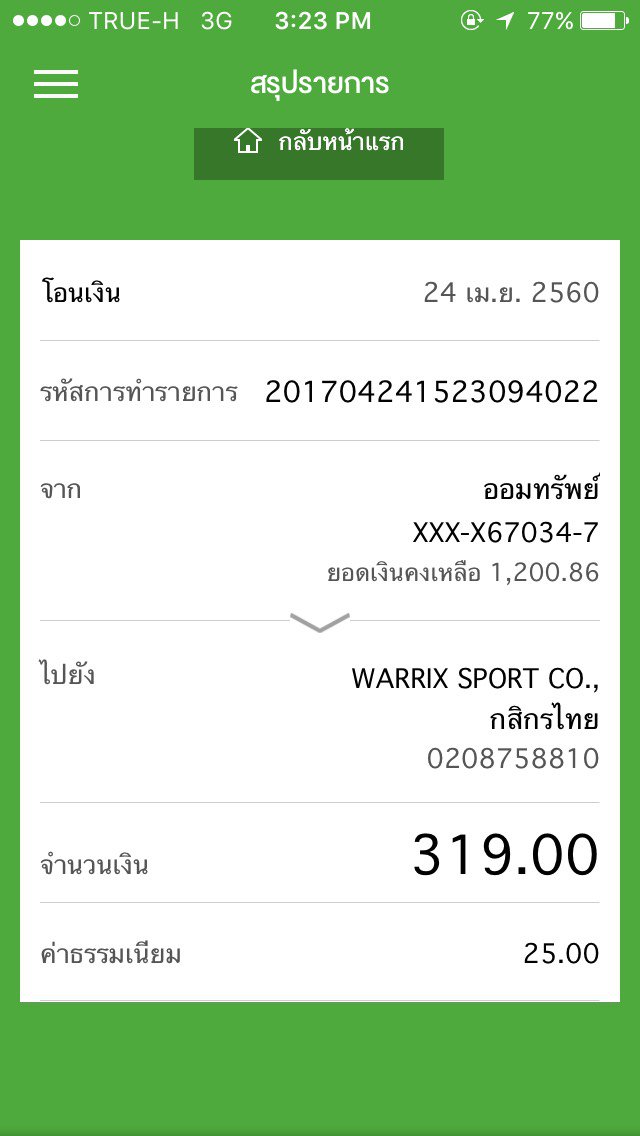 TRUE-H 3G 3:23 PM 77%
สรุปรายการ
กลับหน้าแรก
โอนเงิน 24 เม.ย. 2560
รหัสการทำรายการ 201704241523094022
จาก ออมทรัพย์
XXX-X67034-7
ยอดเงินคงเหลือ 1,200.86
ไปยัง WARRIX SPORT CO.,
กสิกรไทย
0208758810
จำนวนเงิน 319.00
ค่าธรรมเนียม 25.00